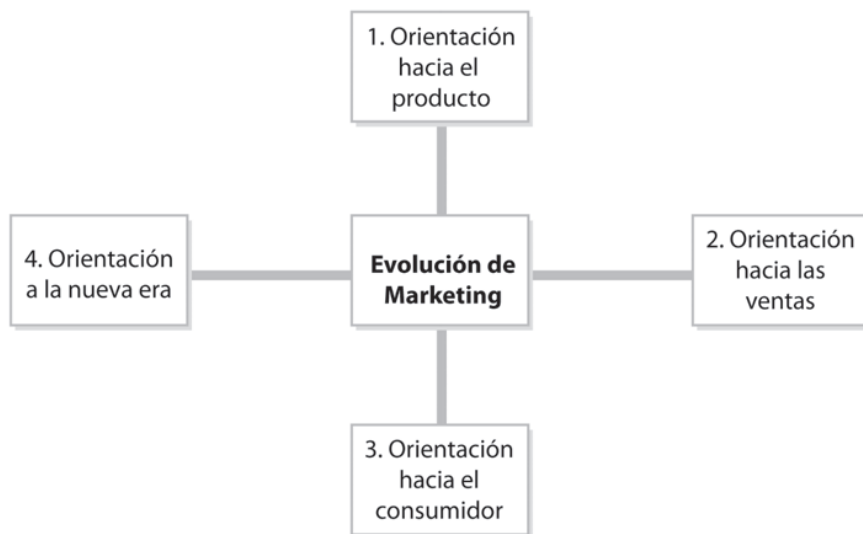 1. Orientación
hacia el
producto
4. Orientación
a la nueva era
Evolución de
Marketing
2. Orientación
hacia las
ventas
3. Orientación
hacia el
consumidor